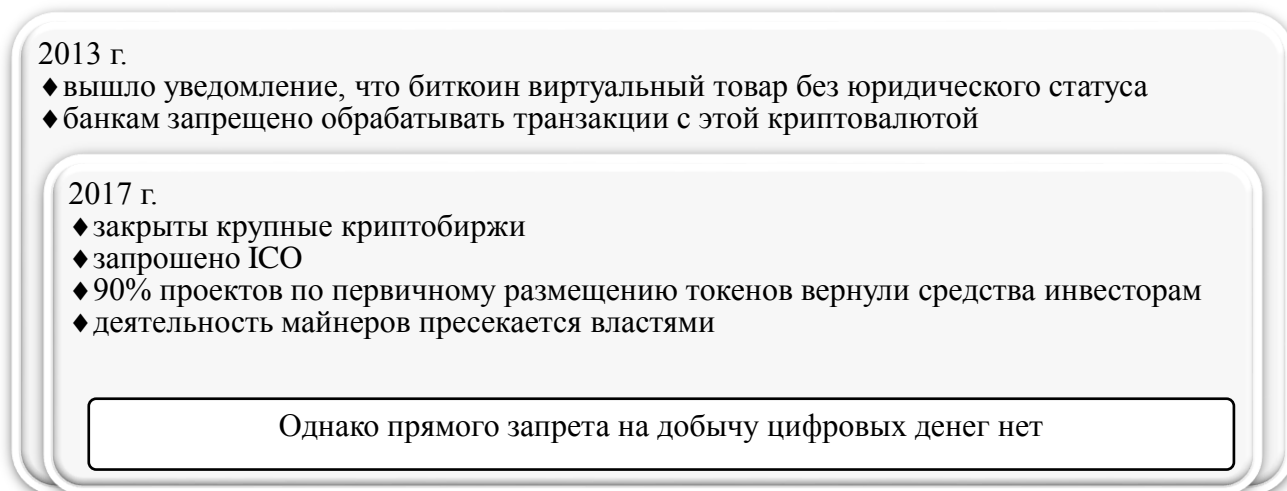 2013 г.
♦вышло уведомление, что биткоин виртуальный товар без юридического статуса
♦банкам запрещено обрабатывать транзакции с этой криптовалютой
2017 г.
♦закрыты крупные криптобиржи
♦запрошено ICO
♦90% проектов по первичному размещению токенов вернули средства инвесторам
♦деятельность майнеров пресекается властями
Однако прямого запрета на добычу цифровых денег нет